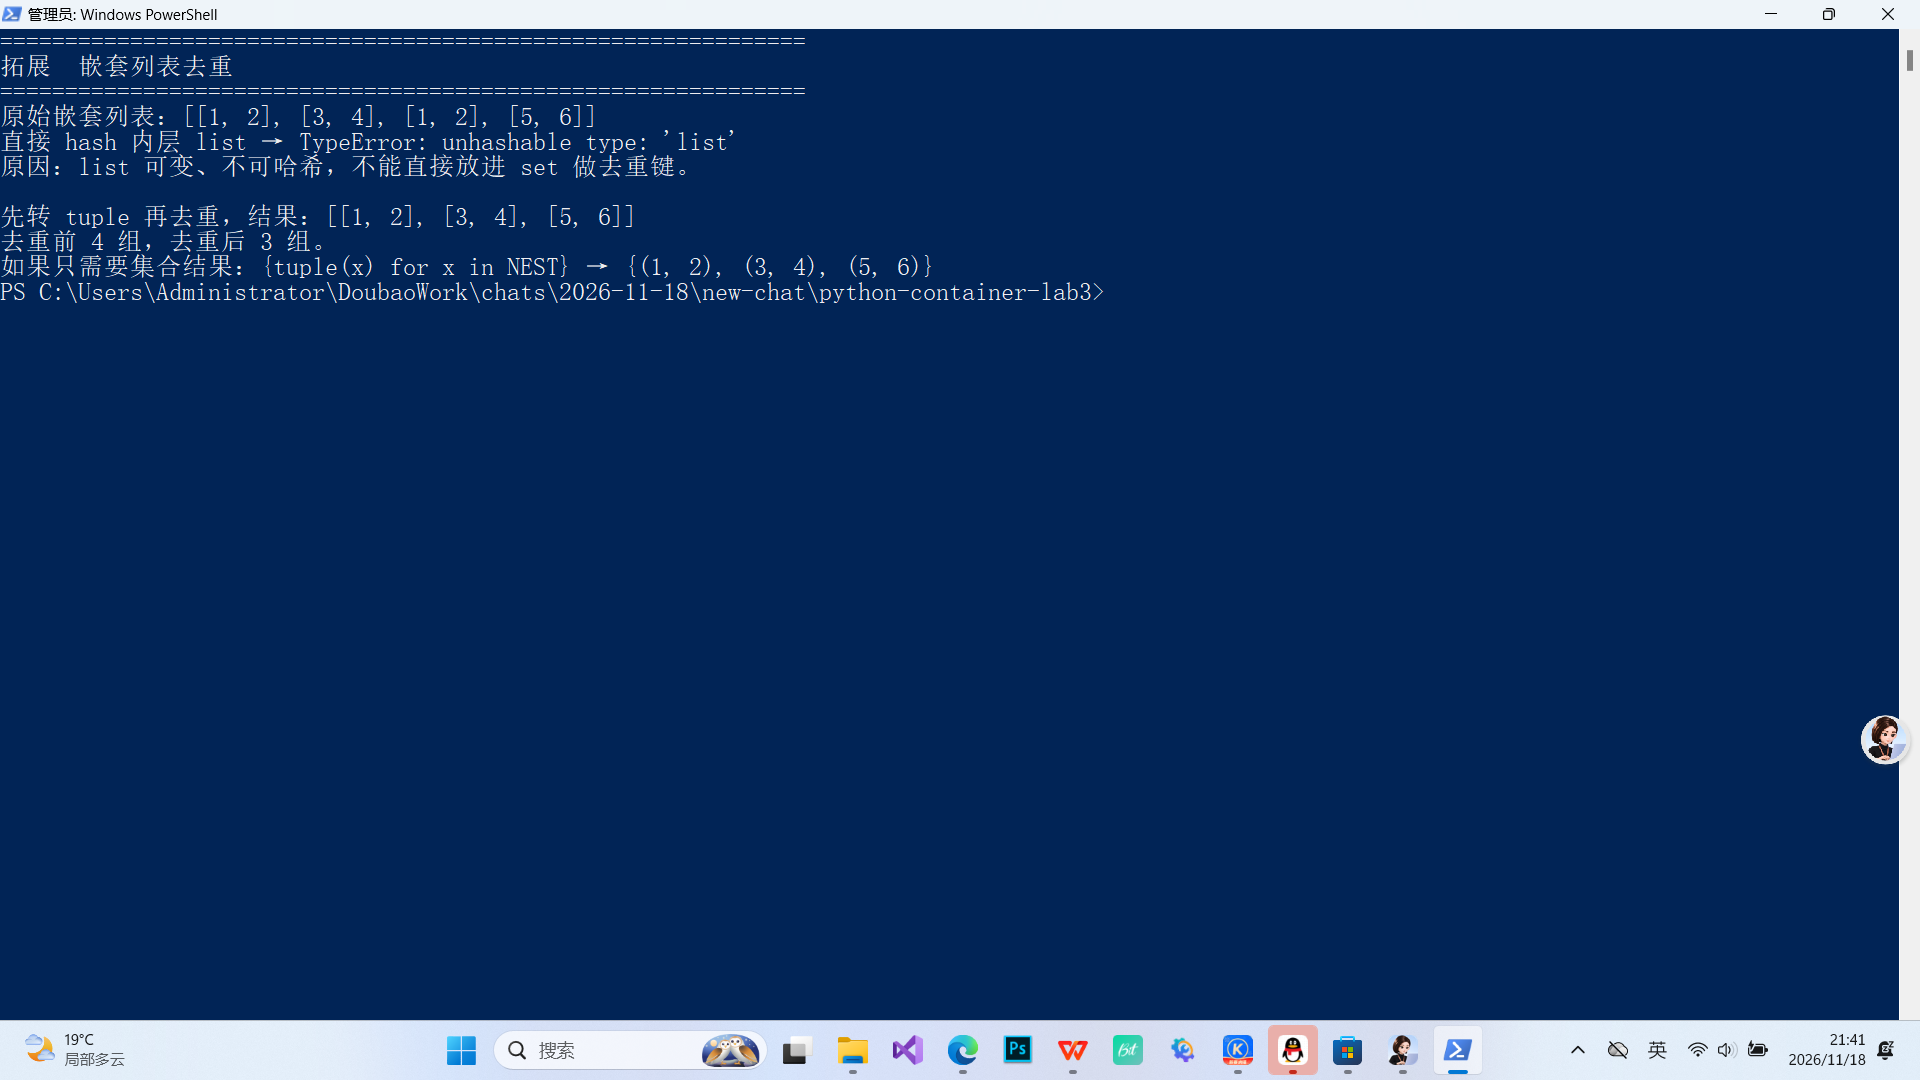 管理员: Windows PowerShell
==============================================================
拓展  嵌套列表去重
==============================================================
原始嵌套列表：[[1, 2], [3, 4], [1, 2], [5, 6]]
直接 hash 内层 list → TypeError: unhashable type: 'list'
原因：list 可变、不可哈希，不能直接放进 set 做去重键。
先转 tuple 再去重，结果：[[1, 2], [3, 4], [5, 6]]
去重前 4 组，去重后 3 组。
如果只需要集合结果：{tuple(x) for x in NEST} → {(1, 2), (3, 4), (5, 6)}
PS C:\Users\Administrator\DoubaoWork\chats\2026-11-18\new-chat\python-container-lab3>
19°C
局部多云
搜索
Ps
Bit
K
英
21:41
2026/11/18